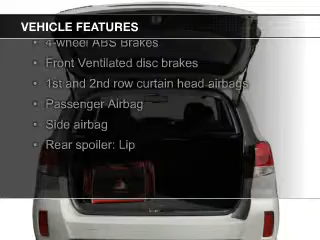 VEHICLE FEATURES
• 4-wheel ABS Brakes
• Front Ventilated disc brakes
• 1st and 2nd row curtain head airbags
• Passenger Airbag
• Side airbag
• Rear spoiler: Lip